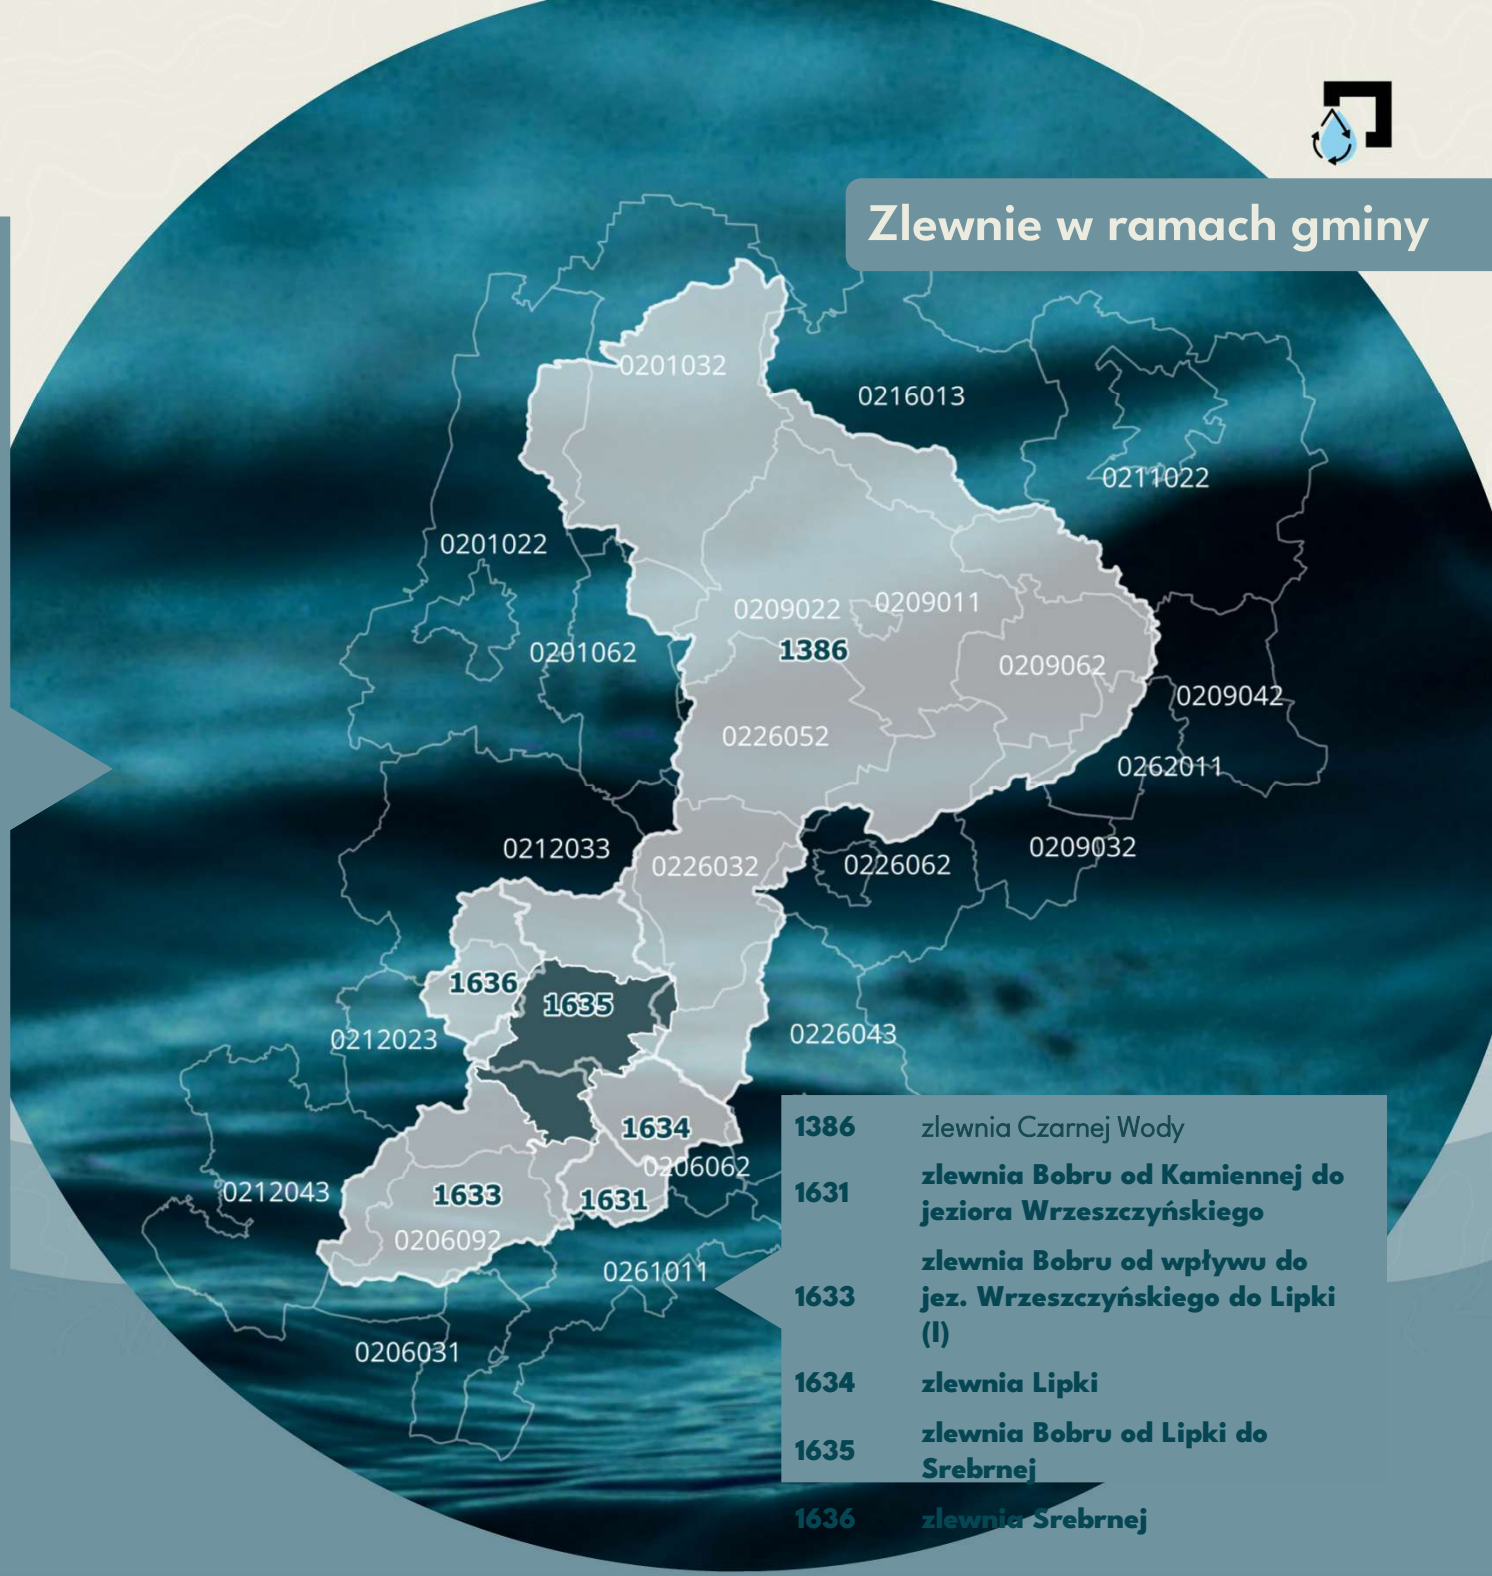 Zlewnie w ramach gminy
0201032
0216013
0211022
0201022
0209022
0209011
0201062
1386
0209062
0209042
0226052
0262011
0212033
0226032
0226062
0209032
1636
1635
0212023
0226043
1634
0206062
0212043
1633
1631
0206092
0261011
0206031
1386 zlewnia Czarnej Wody
1631 zlewnia Bobru od Kamiennej do
jeziora Wrzeszczyńskiego
1633 zlewnia Bobru od wpływu do
jez. Wrzeszczyńskiego do Lipki
(I)
1634 zlewnia Lipki
1635 zlewnia Bobru od Lipki do
Srebrnej
1636 zlewnia Srebrnej